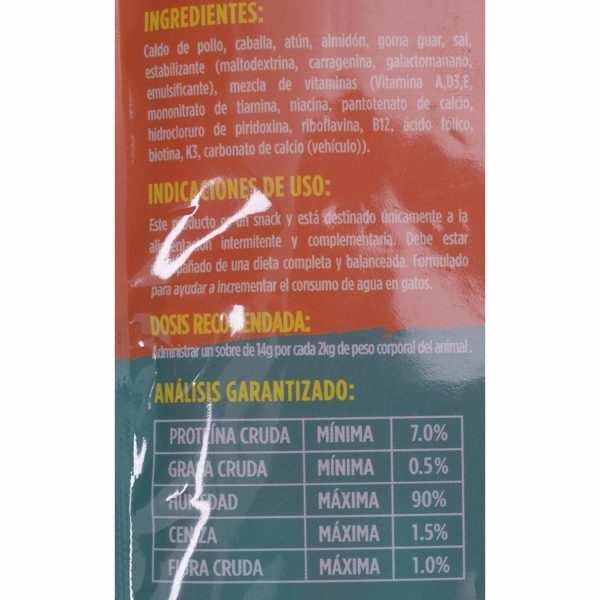 INGREDIENTES:
Caldo de pollo, caballa, atún, almidón, goma guar, sal,
estabilizante (maltodextrina, carragenina, galactomanano,
emulsificante), mezcla de vitaminas (Vitamina A,D3,E,
mononitrato de tiamina, niacina, pantotenato de calcio,
hidrocloruro de piridoxina, riboflavina, B12, ácido fólico,
biotina, K3, carbonato de calcio (vehículo)).
INDICACIONES DE USO:
Este producto es un snack y está destinado únicamente a la
alimentación intermitente y complementaria. Debe estar
de una dieta completa y balanceada. Formulado
para ayudar a incrementar el consumo de agua en gatos.
DOSIS RECOMENDADA:
Administrar un sobre de 14g por cada 2kg de peso corporal del animal.
ANÁLISIS GARANTIZADO:
PROTEÍNA CRUDA MÍNIMA 7.0%
GRASA CRUDA MÍNIMA 0.5%
HUMEDAD MÁXIMA 90%
CENIZA MÁXIMA 1.5%
FIBRA CRUDA MÁXIMA 1.0%